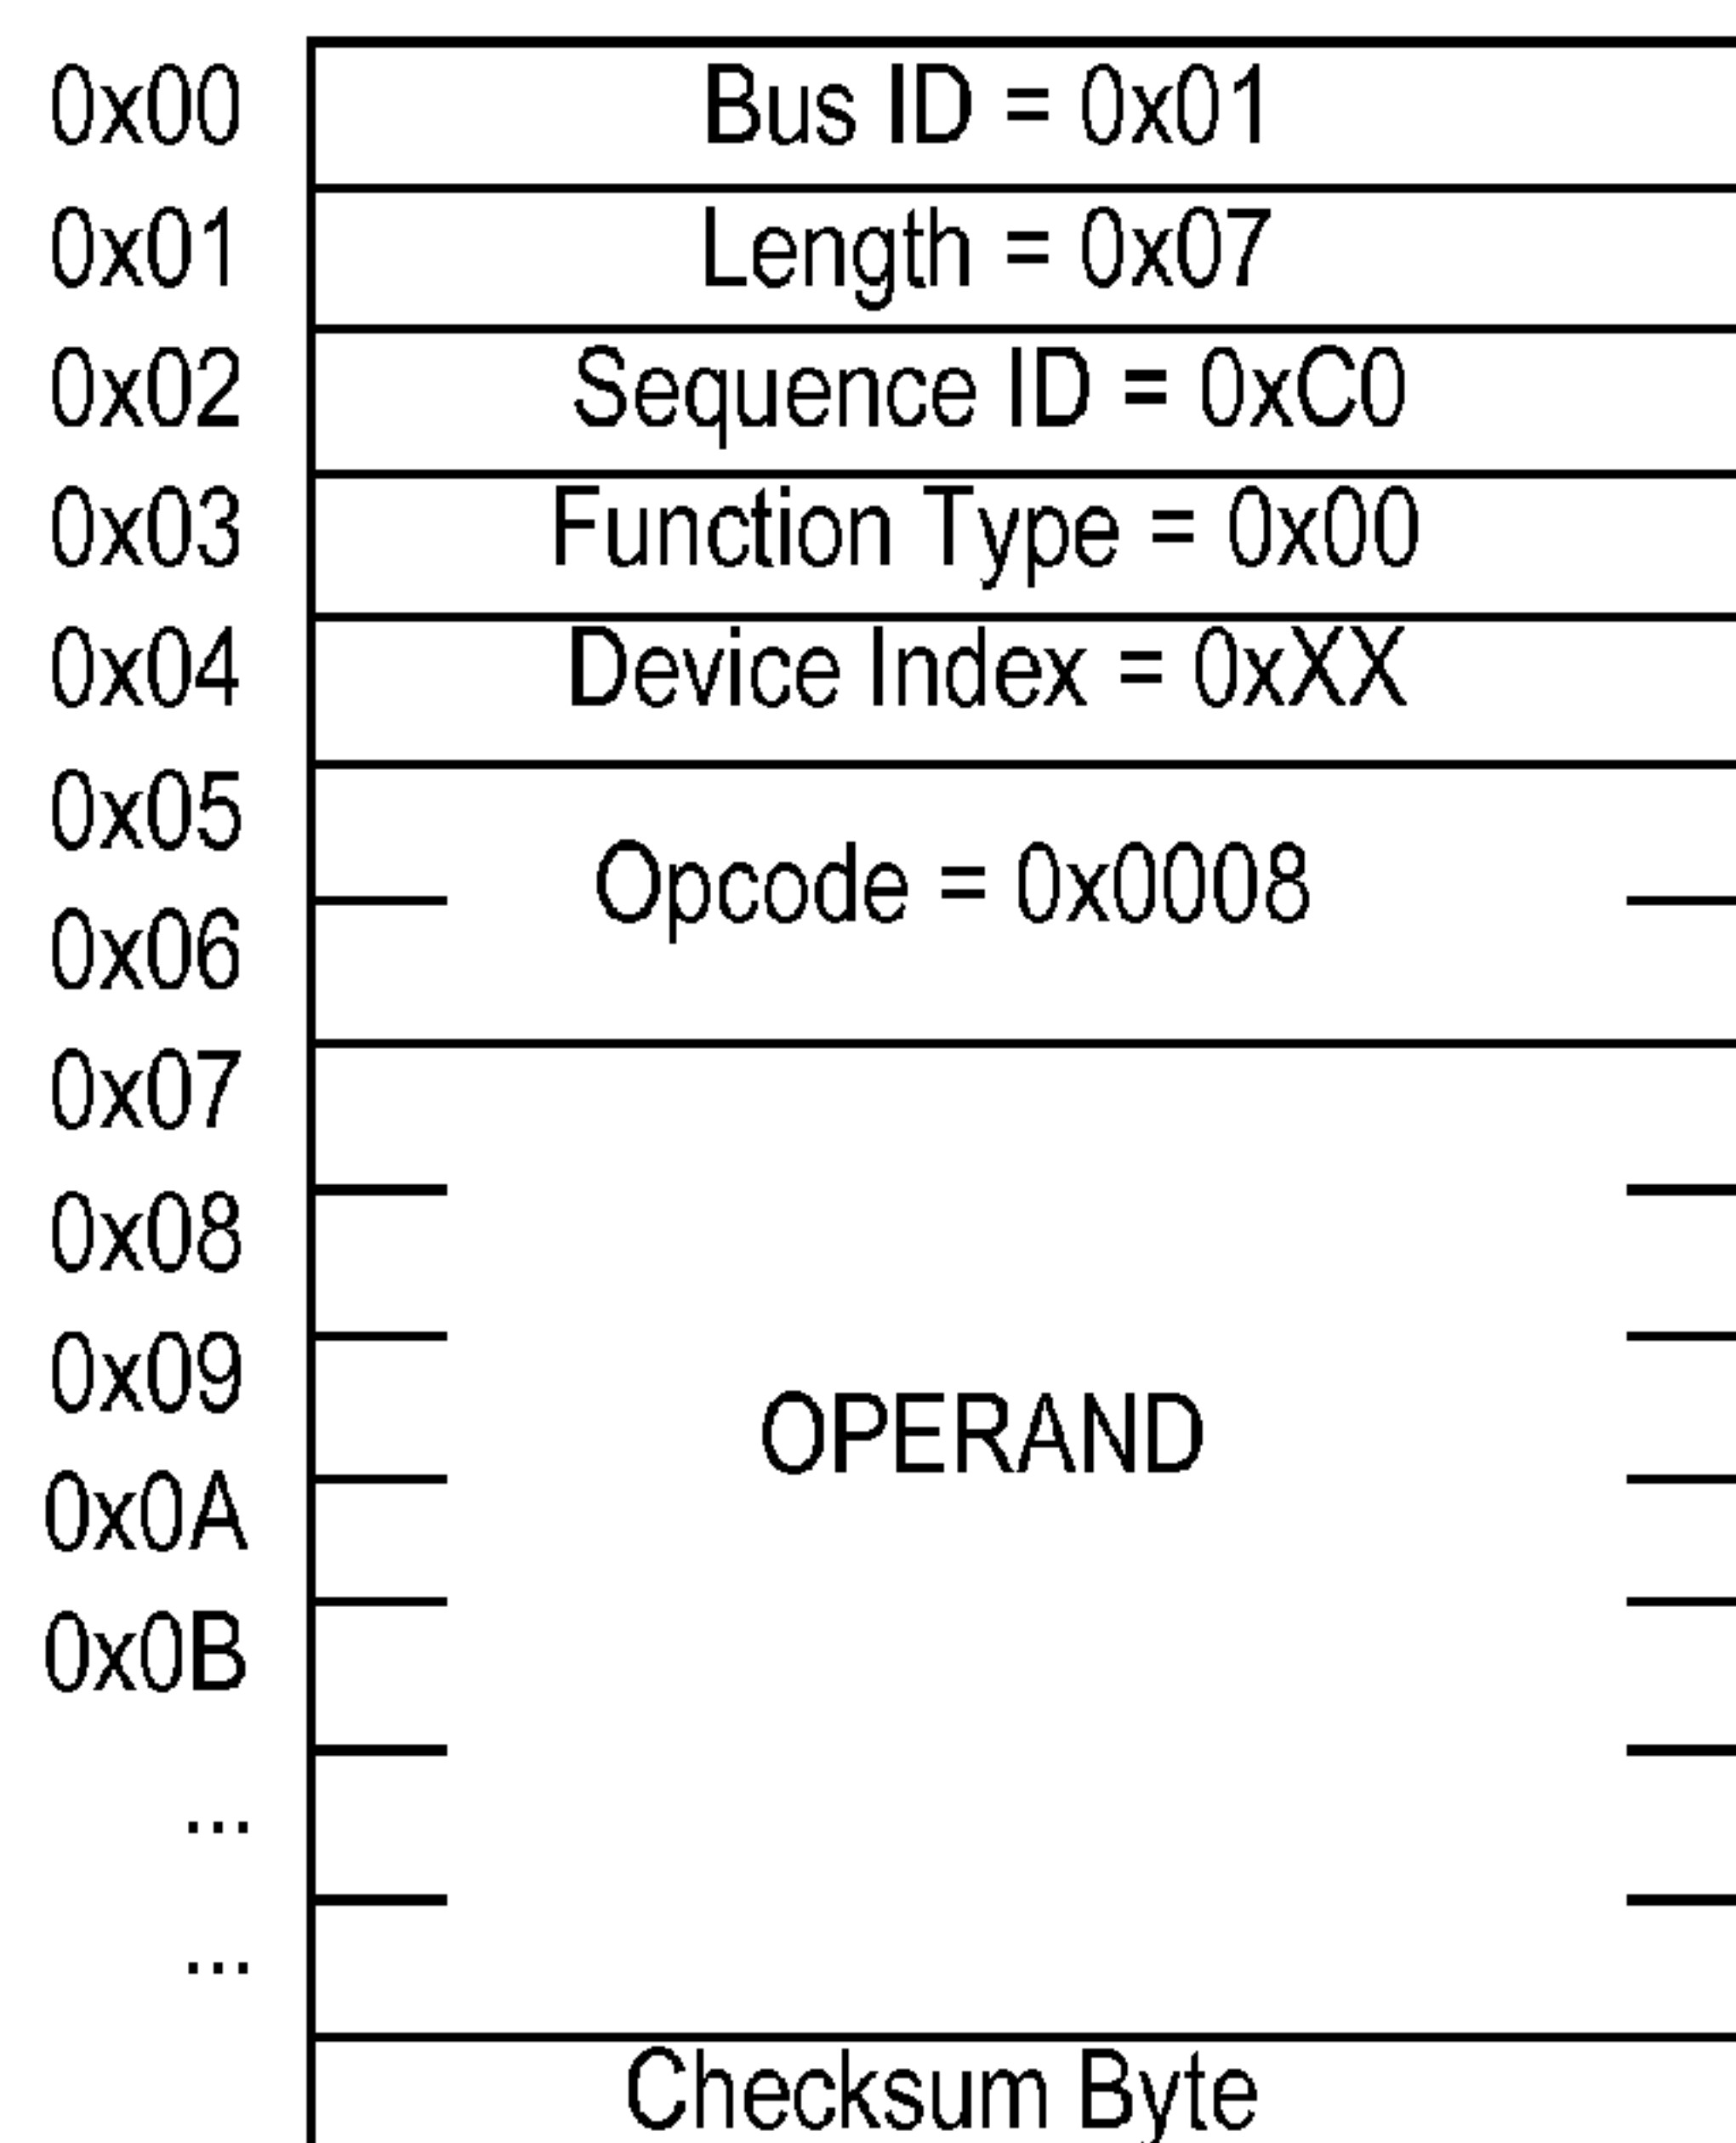 0x00 Bus ID = 0x01
0x01 Length = 0x07
0x02 Sequence ID = 0xC0
0x03 Function Type = 0x00
0x04 Device Index = 0xXX
0x05
Opcode = 0x0008
0x06
0x07
0x08
0x09
OPERAND
0x0A
0x0B
...
...
Checksum Byte